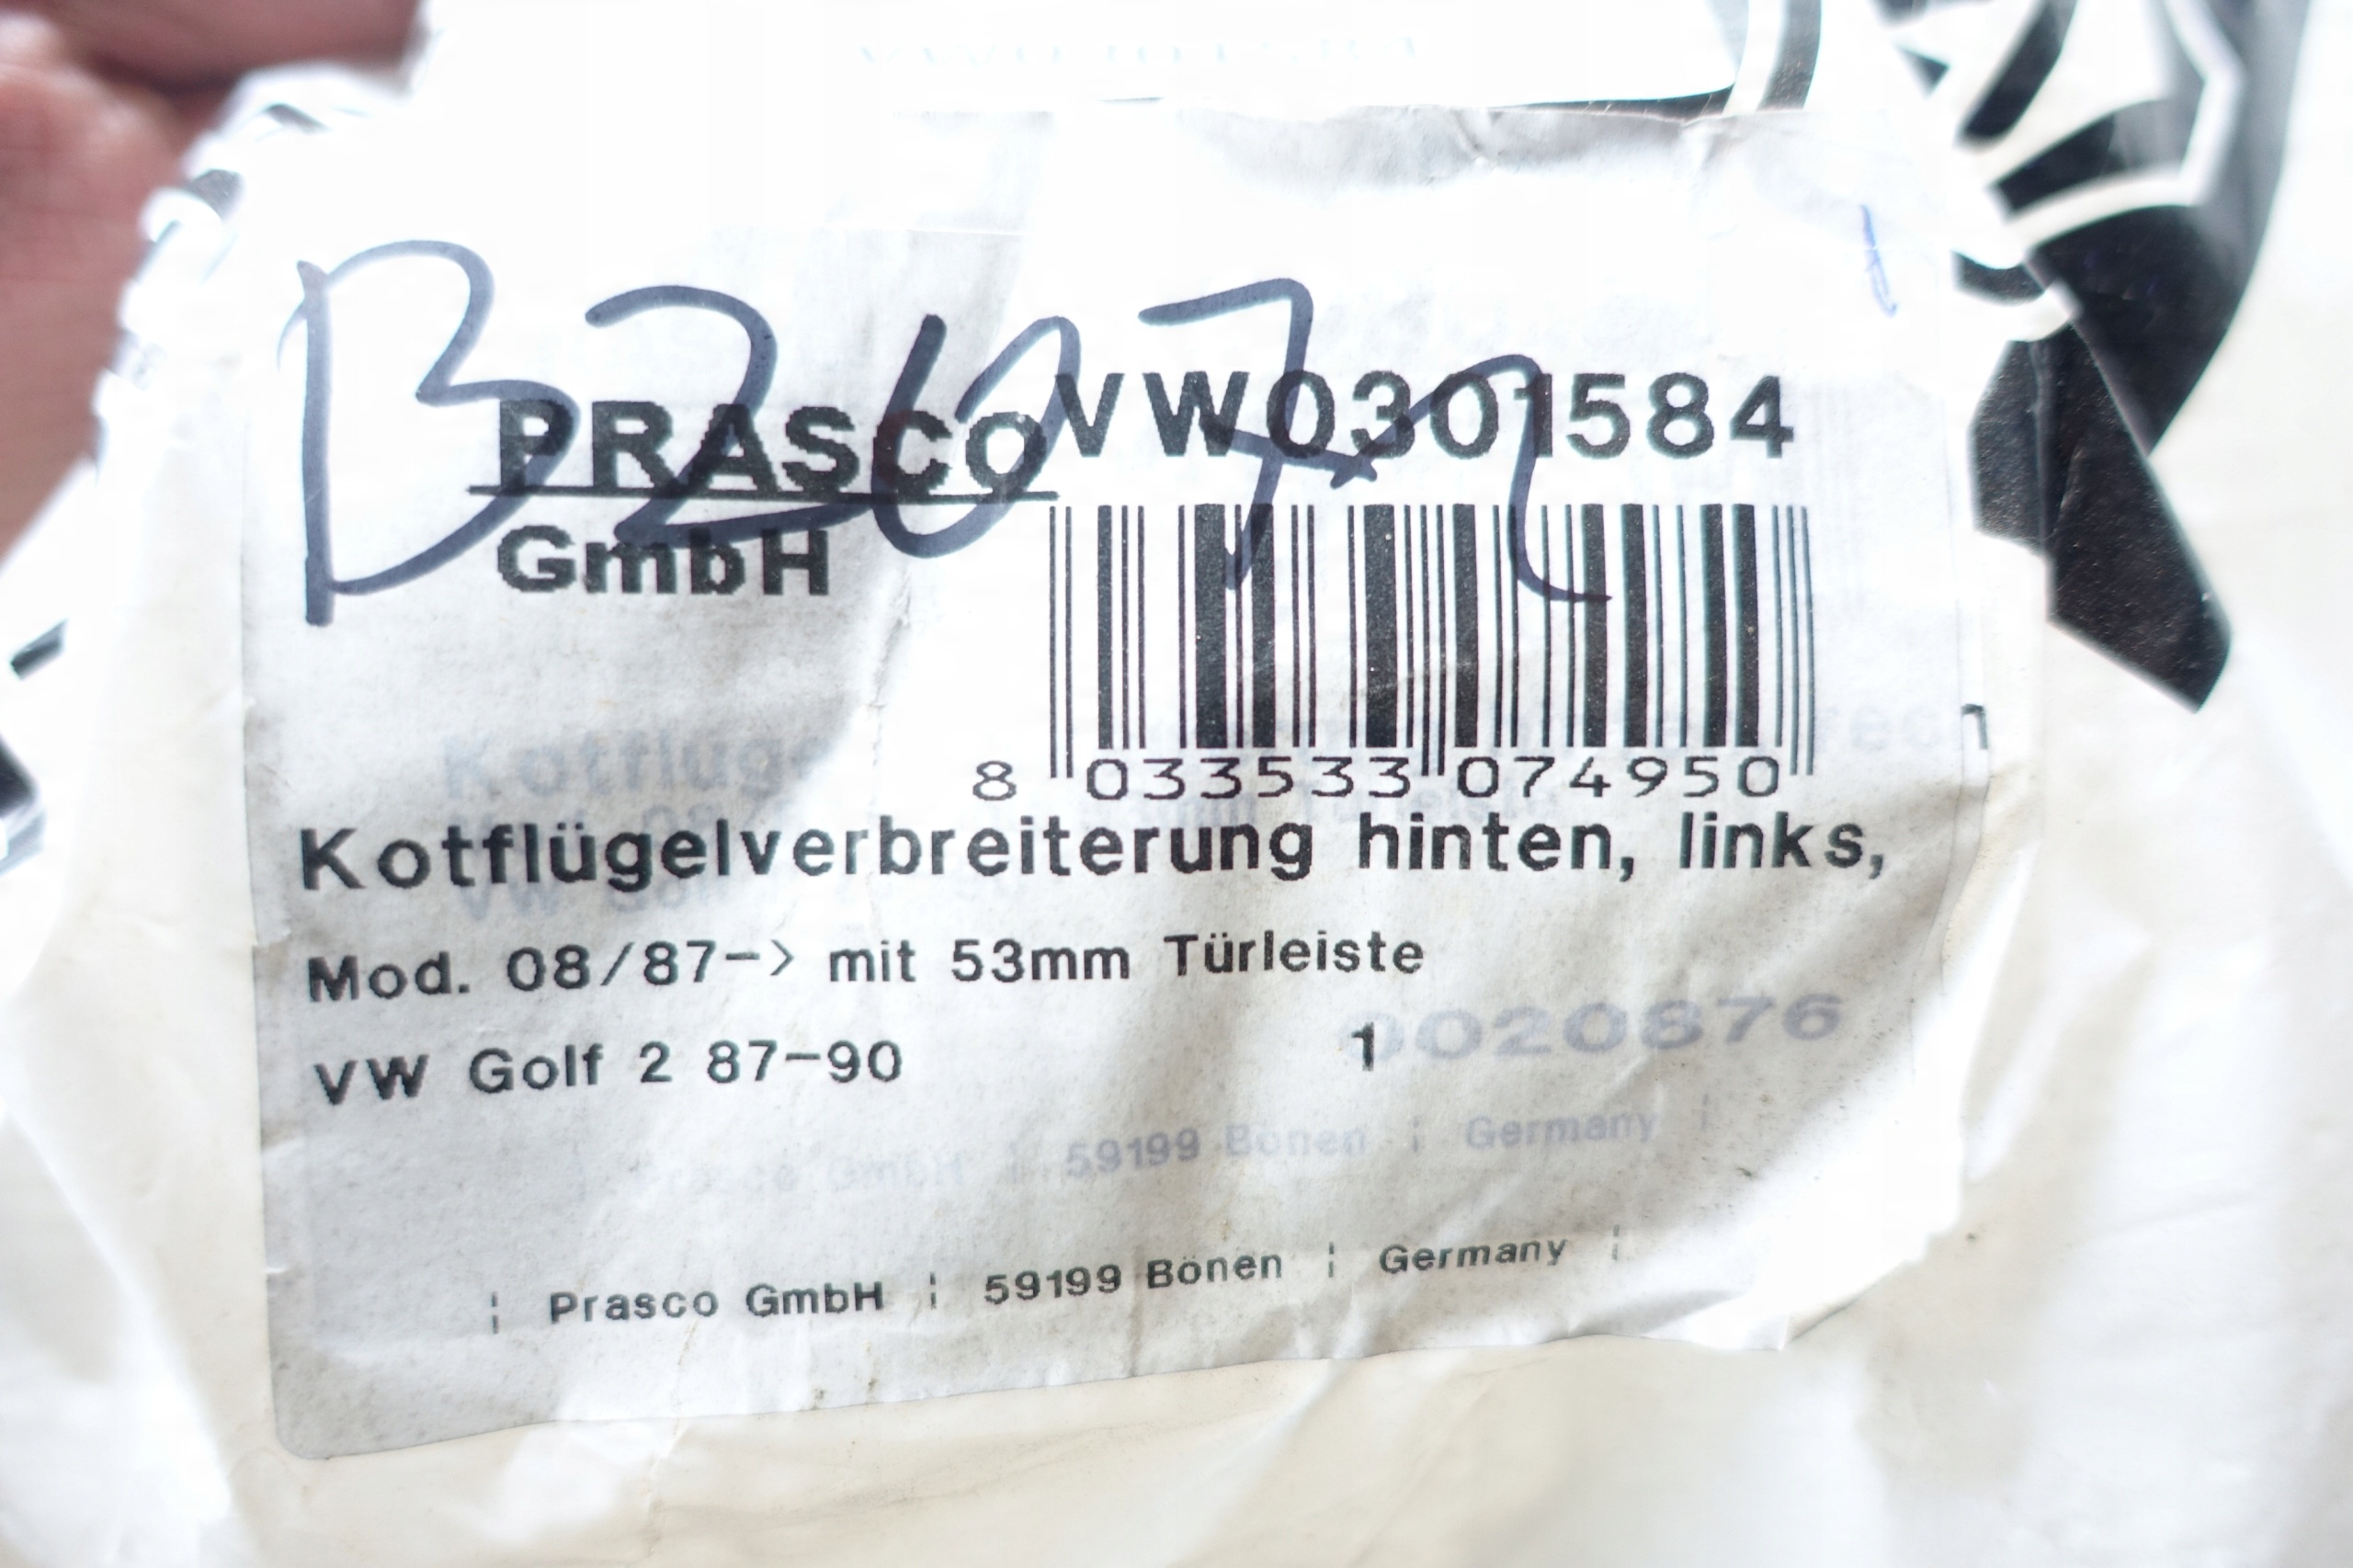 PRASCO VW0301584
GmbH
8 033533 074950
Kotflügelverbreiterung hinten, links,
Mod. 08/87-> mit 53mm Türleiste
VW Golf 2 87-90 1
0020876
59199 Bönen ¦ Germany ¦
¦ Prasco GmbH ¦ 59199 Bönen ¦ Germany ¦